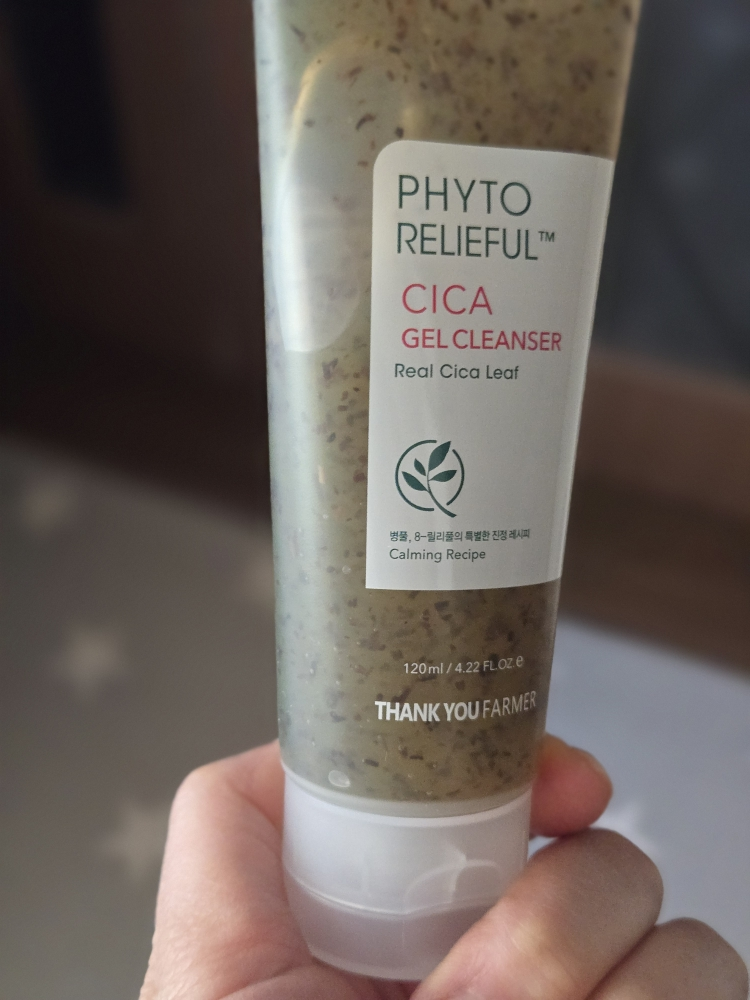 PHYTO
RELIEFUL™
CICA
GEL CLEANSER
Real Cica Leaf
병풀, 8-릴리풀의 특별한 진정 레시피
Calming Recipe
120ml / 4.22 FL.OZ ℮
THANK YOU FARMER